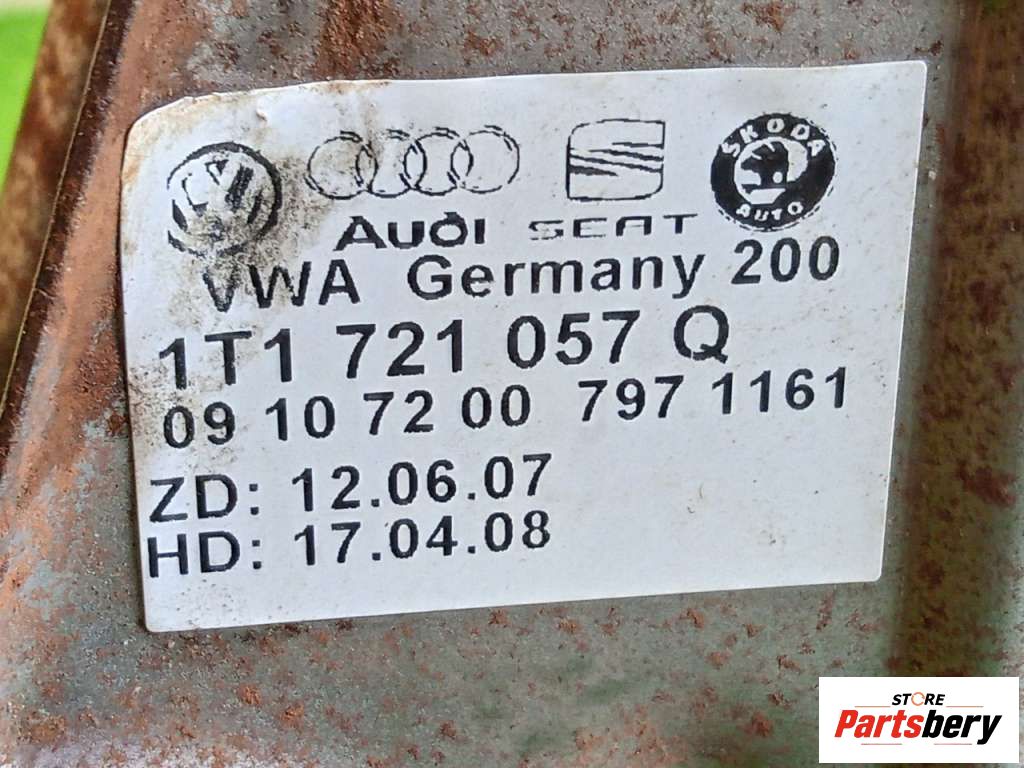 SKODA
AUTO
Audi SEAT
VWA Germany 200
1T1 721 057 Q
09 10 72 00 797 1161
ZD: 12.06.07
HD: 17.04.08
STORE
Partsbery